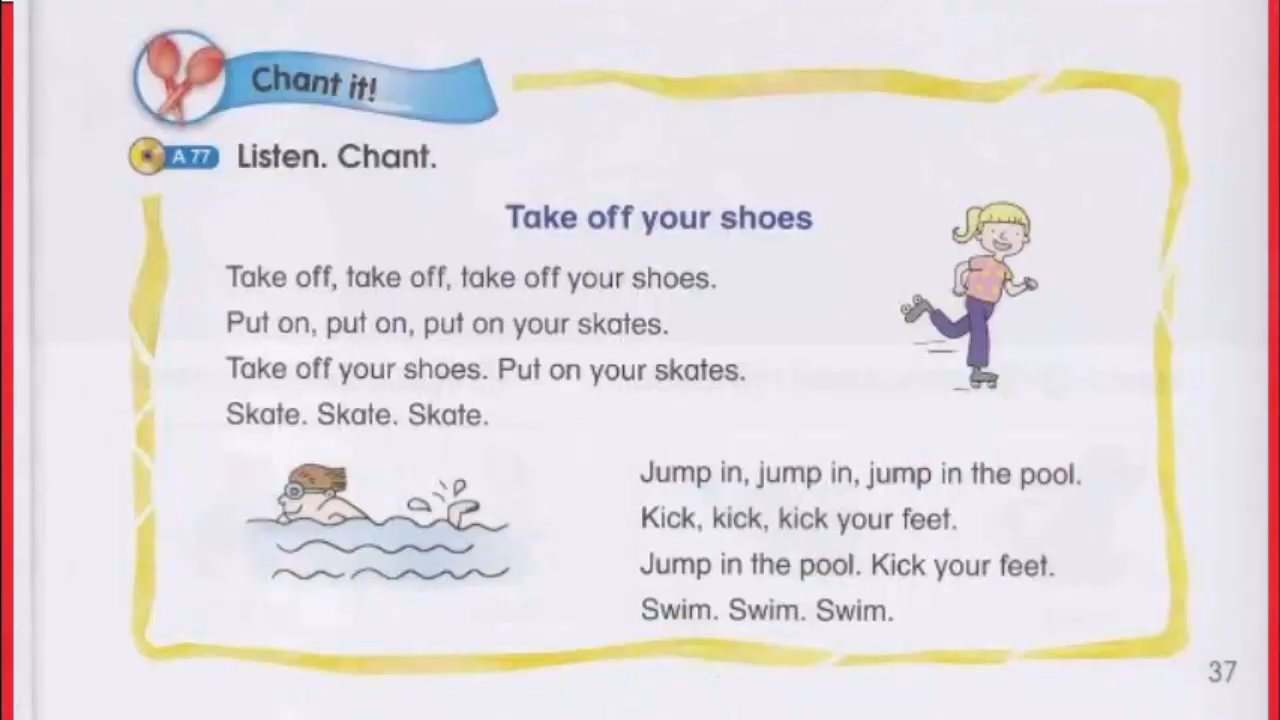 Chant it!
A 77 Listen. Chant.
Take off your shoes
Take off, take off, take off your shoes.
Put on, put on, put on your skates.
Take off your shoes. Put on your skates.
Skate. Skate. Skate.
Jump in, jump in, jump in the pool.
Kick, kick, kick your feet.
Jump in the pool. Kick your feet.
Swim. Swim. Swim.
37